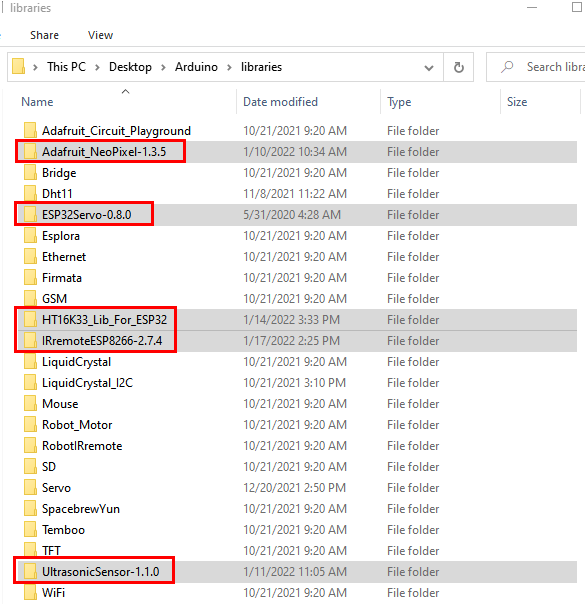 libraries
Share View
This PC > Desktop > Arduino > libraries Search libra
Name Date modified Type Size
Adafruit_Circuit_Playground 10/21/2021 9:20 AM File folder
Adafruit_NeoPixel-1.3.5 1/10/2022 10:34 AM File folder
Bridge 10/21/2021 9:20 AM File folder
Dht11 11/8/2021 11:22 AM File folder
ESP32Servo-0.8.0 5/31/2020 4:28 AM File folder
Esplora 10/21/2021 9:20 AM File folder
Ethernet 10/21/2021 9:20 AM File folder
Firmata 10/21/2021 9:20 AM File folder
GSM 10/21/2021 9:20 AM File folder
HT16K33_Lib_For_ESP32 1/14/2022 3:33 PM File folder
IRremoteESP8266-2.7.4 1/17/2022 2:25 PM File folder
LiquidCrystal 10/21/2021 9:20 AM File folder
LiquidCrystal_I2C 10/21/2021 3:10 PM File folder
Mouse 10/21/2021 9:20 AM File folder
Robot_Motor 10/21/2021 9:20 AM File folder
RobotIRremote 10/21/2021 9:20 AM File folder
SD 10/21/2021 9:20 AM File folder
Servo 12/20/2021 2:50 PM File folder
SpacebrewYun 10/21/2021 9:20 AM File folder
Temboo 10/21/2021 9:20 AM File folder
TFT 10/21/2021 9:20 AM File folder
UltrasonicSensor-1.1.0 1/11/2022 11:05 AM File folder
WiFi 10/21/2021 9:20 AM File folder